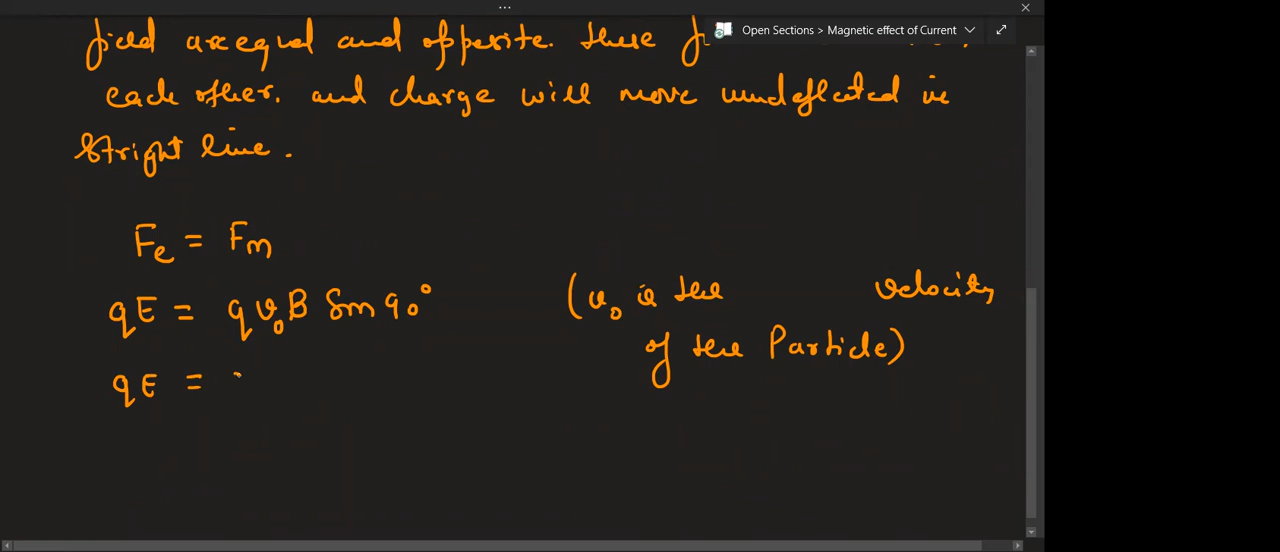 ...
Open Sections > Magnetic effect of Current
field are equal and opposite. these
each other. and charge will move undeflected in
Stright line.
Fe = Fm
qE = qv₀B Sin 90° (v₀ is the velocity
of the Particle)
qE =